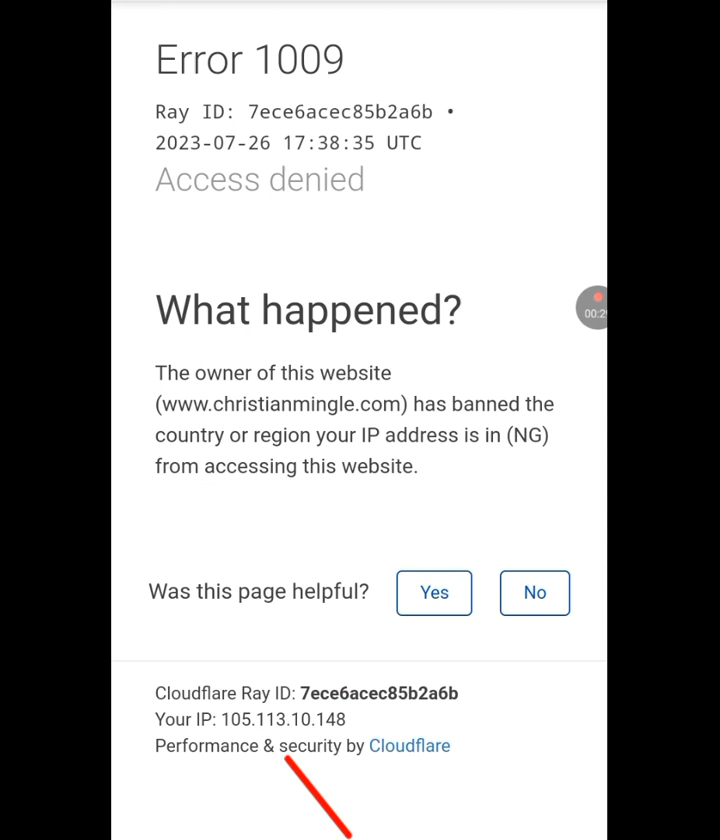 Error 1009
Ray ID: 7ece6acec85b2a6b •
2023-07-26 17:38:35 UTC
Access denied
What happened?
00:2
The owner of this website
(www.christianmingle.com) has banned the
country or region your IP address is in (NG)
from accessing this website.
Was this page helpful? Yes No
Cloudflare Ray ID: 7ece6acec85b2a6b
Your IP: 105.113.10.148
Performance & security by Cloudflare